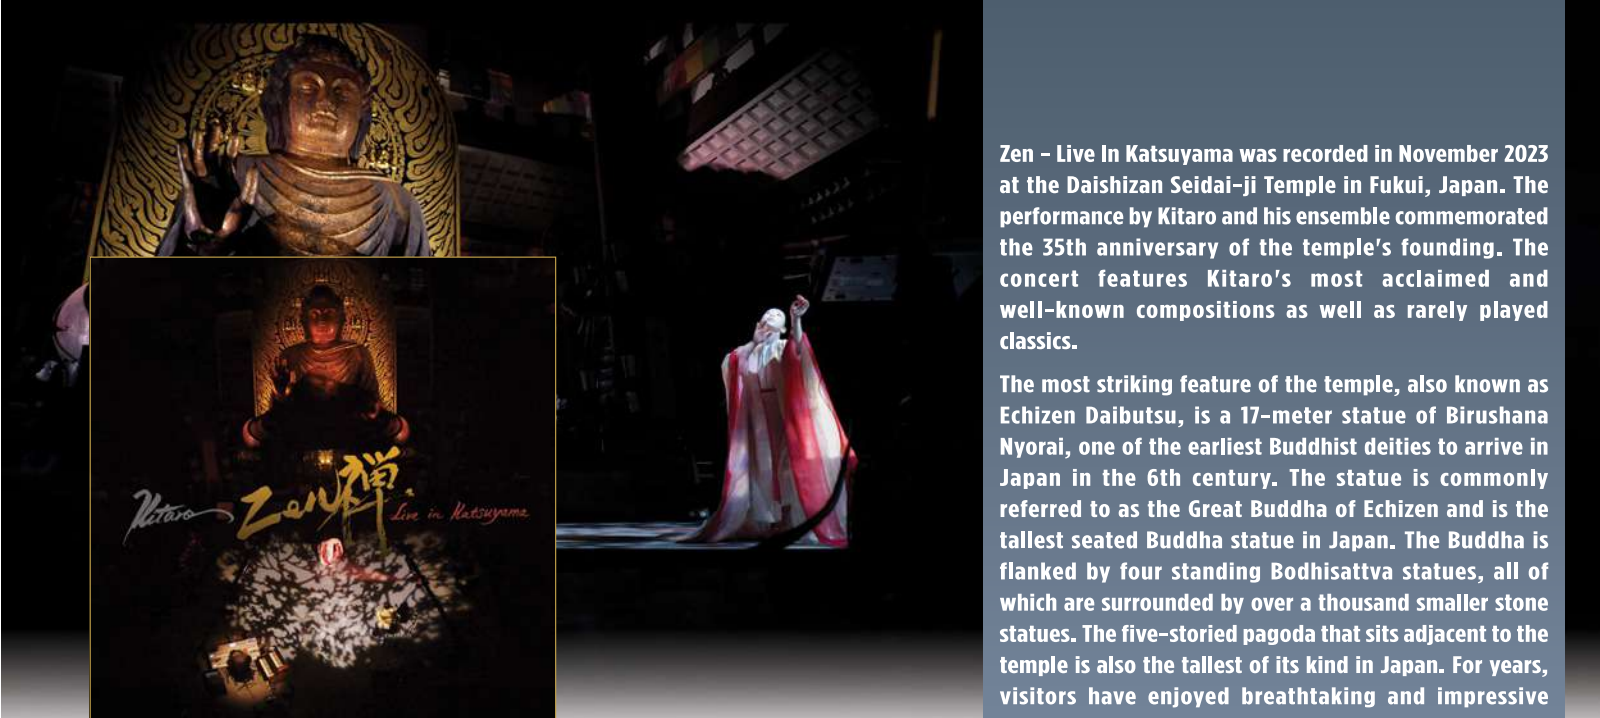 Kitaro Zen 禅 Live in Katsuyama
Zen – Live In Katsuyama was recorded in November 2023
at the Daishizan Seidai-ji Temple in Fukui, Japan. The
performance by Kitaro and his ensemble commemorated
the 35th anniversary of the temple's founding. The
concert features Kitaro's most acclaimed and
well-known compositions as well as rarely played
classics.
The most striking feature of the temple, also known as
Echizen Daibutsu, is a 17-meter statue of Birushana
Nyorai, one of the earliest Buddhist deities to arrive in
Japan in the 6th century. The statue is commonly
referred to as the Great Buddha of Echizen and is the
tallest seated Buddha statue in Japan. The Buddha is
flanked by four standing Bodhisattva statues, all of
which are surrounded by over a thousand smaller stone
statues. The five-storied pagoda that sits adjacent to the
temple is also the tallest of its kind in Japan. For years,
visitors have enjoyed breathtaking and impressive